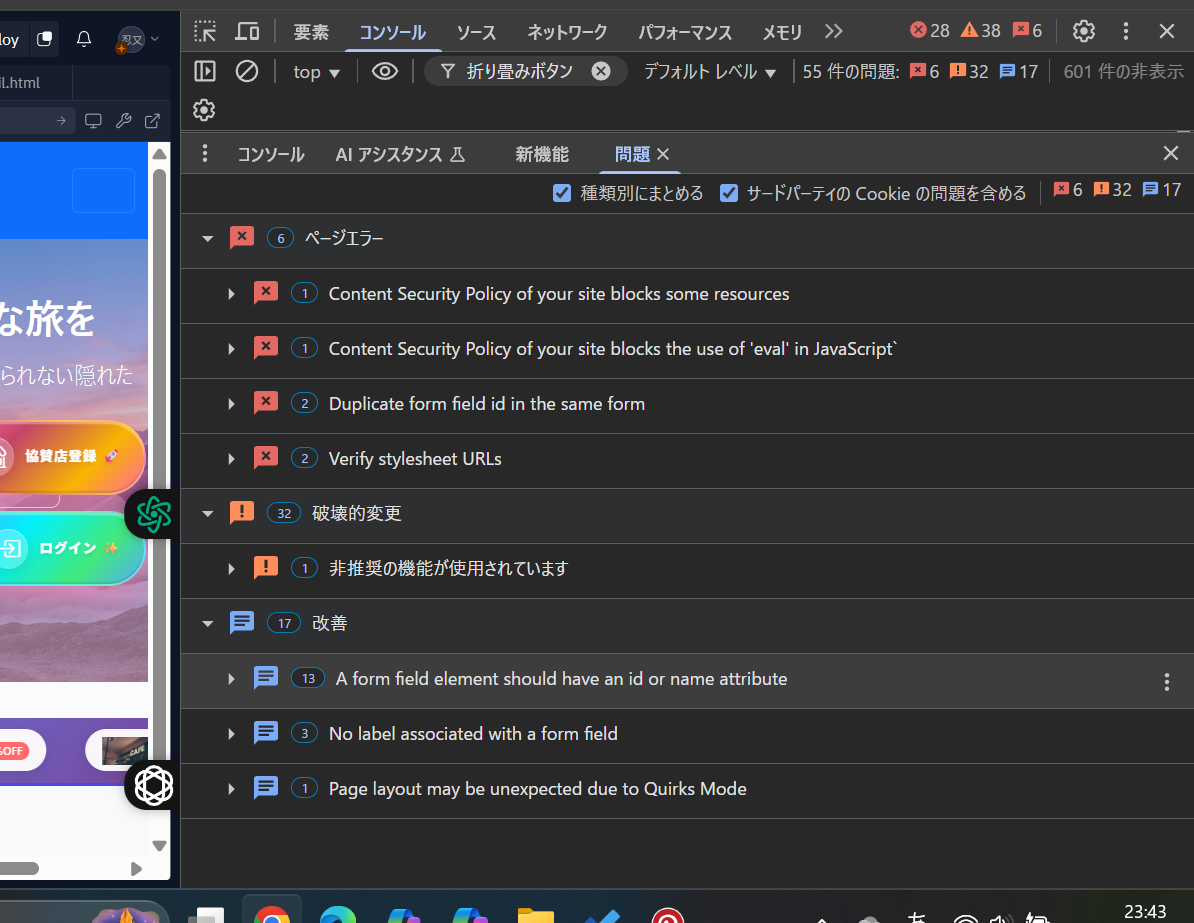 loy
忍又
要素 コンソール ソース ネットワーク パフォーマンス メモリ 28 38 6
top 折り畳みボタン デフォルト レベル 55 件の問題: 6 32 17 601 件の非表示
il.html
コンソール AI アシスタンス 新機能 問題
種類別にまとめる サードパーティの Cookie の問題を含める 6 32 17
6 ページエラー
1 Content Security Policy of your site blocks some resources
1 Content Security Policy of your site blocks the use of 'eval' in JavaScript`
2 Duplicate form field id in the same form
2 Verify stylesheet URLs
32 破壊的変更
1 非推奨の機能が使用されています
17 改善
13 A form field element should have an id or name attribute
3 No label associated with a form field
1 Page layout may be unexpected due to Quirks Mode
な旅を
られない隠れた
協賛店登録
ログイン
%OFF
CAFE
あ
23:43